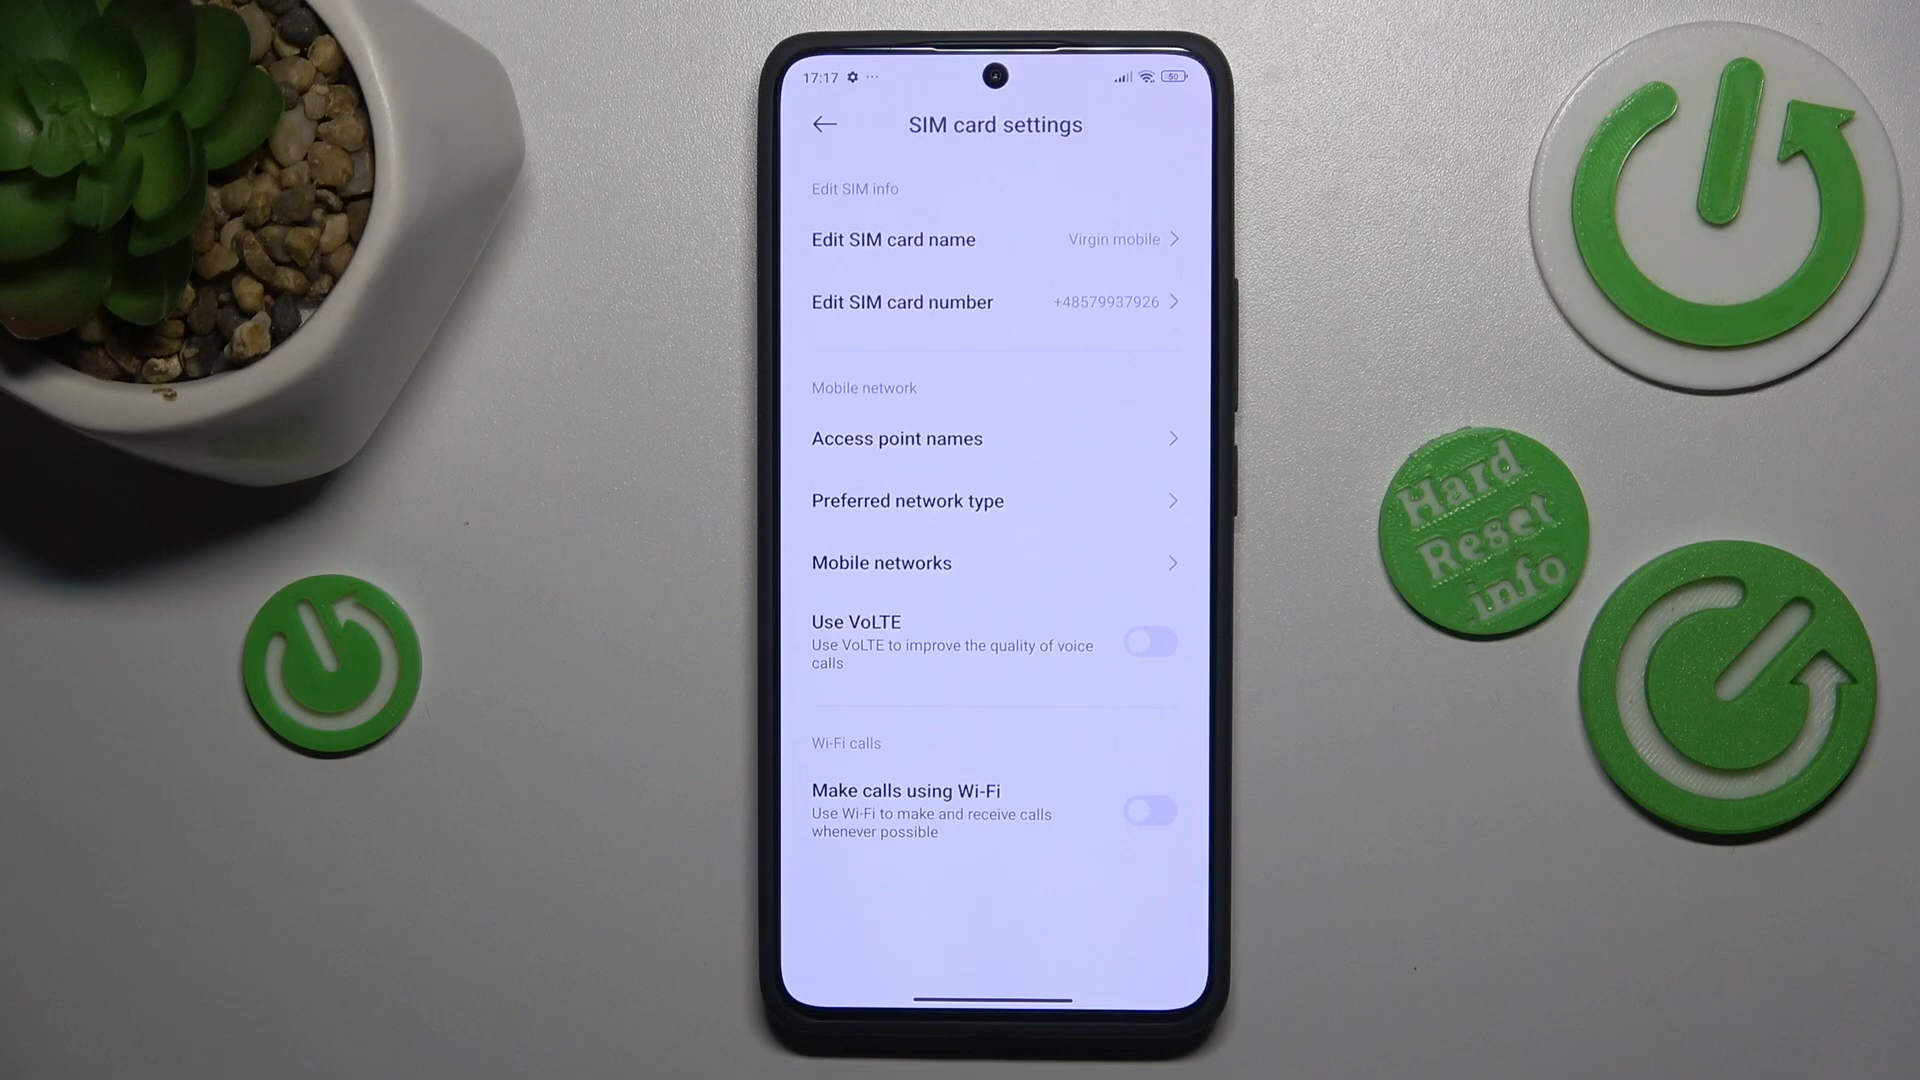 17:17 ... 50
SIM card settings
Edit SIM info
Edit SIM card name Virgin mobile
Edit SIM card number +48579937926
Mobile network
Access point names
Preferred network type
Mobile networks
Use VoLTE
Use VoLTE to improve the quality of voice
calls
Wi-Fi calls
Make calls using Wi-Fi
Use Wi-Fi to make and receive calls
whenever possible
Hard
Reset
info